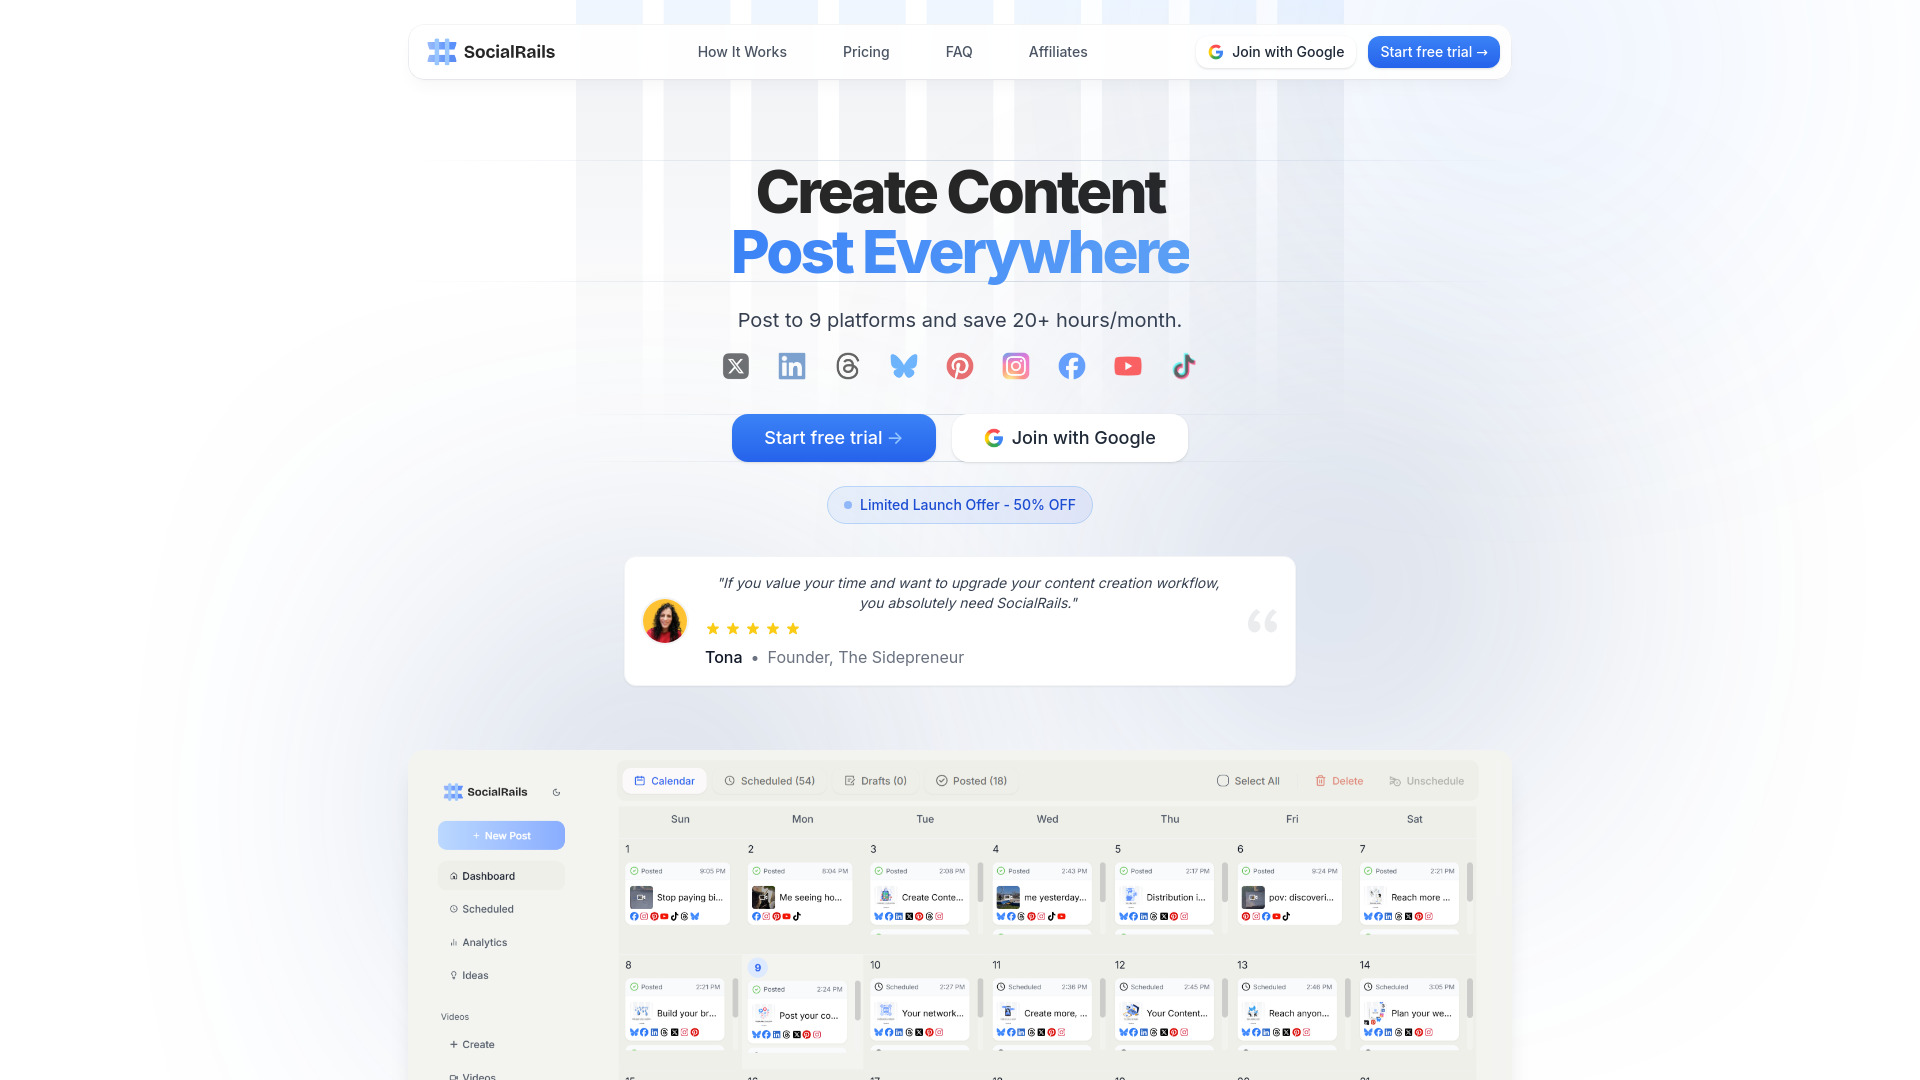 SocialRails
How It Works
Pricing
FAQ
Affiliates
Join with Google
Start free trial →
Create Content
Post Everywhere
Post to 9 platforms and save 20+ hours/month.
Start free trial →
Join with Google
Limited Launch Offer - 50% OFF
"If you value your time and want to upgrade your content creation workflow,
you absolutely need SocialRails."
Tona • Founder, The Sidepreneur
SocialRails
+ New Post
Dashboard
Scheduled
Analytics
Ideas
Videos
+ Create
Videos
Calendar
Scheduled (54)
Drafts (0)
Posted (18)
Select All
Delete
Unschedule
Sun Mon Tue Wed Thu Fri Sat
1 2 3 4 5 6 7
Posted 9:05 PM
Stop paying bi...
Posted 8:04 PM
Me seeing ho...
Posted 2:08 PM
Create Conte...
Posted 2:43 PM
me yesterday...
Posted 2:17 PM
Distribution i...
Posted 9:24 PM
pov: discoveri...
Posted 2:21 PM
Reach more ...
8 9 10 11 12 13 14
Posted 2:21 PM
Build your br...
Posted 2:24 PM
Post your co...
Scheduled 2:27 PM
Your network...
Scheduled 2:36 PM
Create more, ...
Scheduled 2:45 PM
Your Content...
Scheduled 2:48 PM
Reach anyon...
Scheduled 3:05 PM
Plan your we...